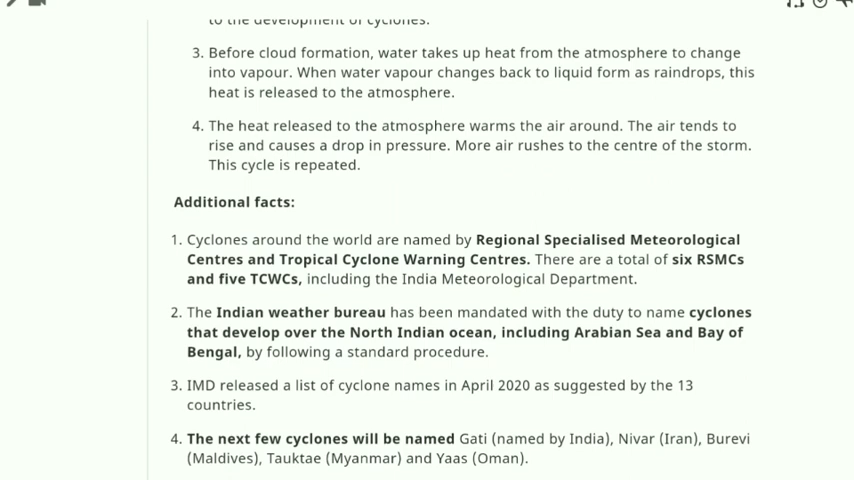 to the development of cyclones.
3. Before cloud formation, water takes up heat from the atmosphere to change
into vapour. When water vapour changes back to liquid form as raindrops, this
heat is released to the atmosphere.
4. The heat released to the atmosphere warms the air around. The air tends to
rise and causes a drop in pressure. More air rushes to the centre of the storm.
This cycle is repeated.
Additional facts:
1. Cyclones around the world are named by Regional Specialised Meteorological
Centres and Tropical Cyclone Warning Centres. There are a total of six RSMCs
and five TCWCs, including the India Meteorological Department.
2. The Indian weather bureau has been mandated with the duty to name cyclones
that develop over the North Indian ocean, including Arabian Sea and Bay of
Bengal, by following a standard procedure.
3. IMD released a list of cyclone names in April 2020 as suggested by the 13
countries.
4. The next few cyclones will be named Gati (named by India), Nivar (Iran), Burevi
(Maldives), Tauktae (Myanmar) and Yaas (Oman).